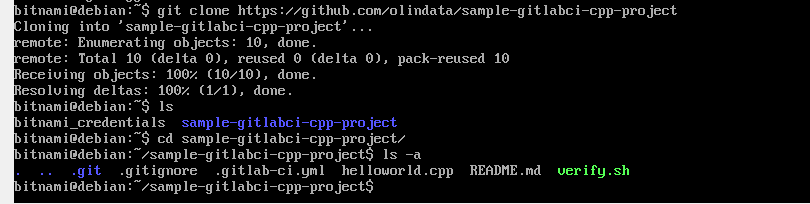 bitnami@debian:~$ git clone https://github.com/olindata/sample-gitlabci-cpp-project
Cloning into 'sample-gitlabci-cpp-project'...
remote: Enumerating objects: 10, done.
remote: Total 10 (delta 0), reused 0 (delta 0), pack-reused 10
Receiving objects: 100% (10/10), done.
Resolving deltas: 100% (1/1), done.
bitnami@debian:~$ ls
bitnami_credentials  sample-gitlabci-cpp-project
bitnami@debian:~$ cd sample-gitlabci-cpp-project/
bitnami@debian:~/sample-gitlabci-cpp-project$ ls -a
.  ..  .git  .gitignore  .gitlab-ci.yml  helloworld.cpp  README.md  verify.sh
bitnami@debian:~/sample-gitlabci-cpp-project$